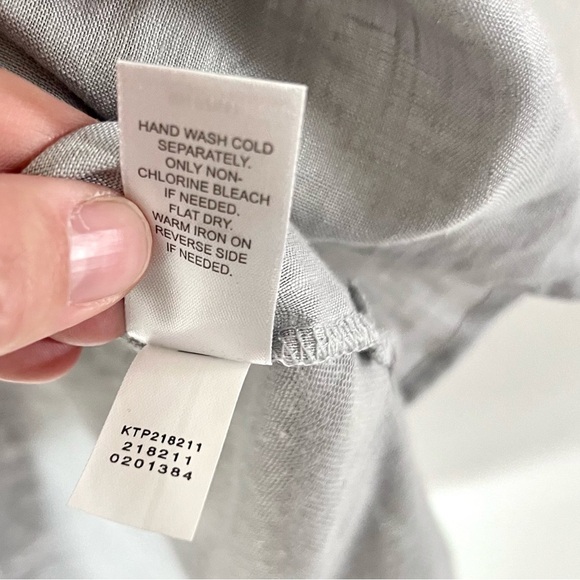 HAND WASH COLD
SEPARATELY.
ONLY NON-
CHLORINE BLEACH
IF NEEDED.
FLAT DRY.
WARM IRON ON
REVERSE SIDE
IF NEEDED.
KTP218211
218211
0201384